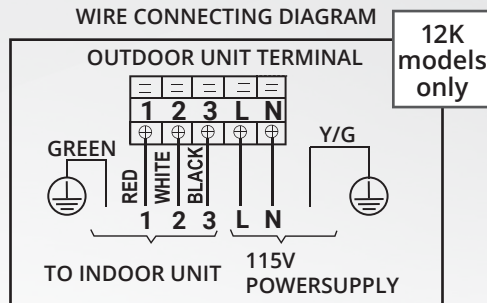 WIRE CONNECTING DIAGRAM
12K
models
only
OUTDOOR UNIT TERMINAL
1 2 3 L N
GREEN
RED
WHITE
BLACK
Y/G
1 2 3 L N
TO INDOOR UNIT
115V
POWERSUPPLY